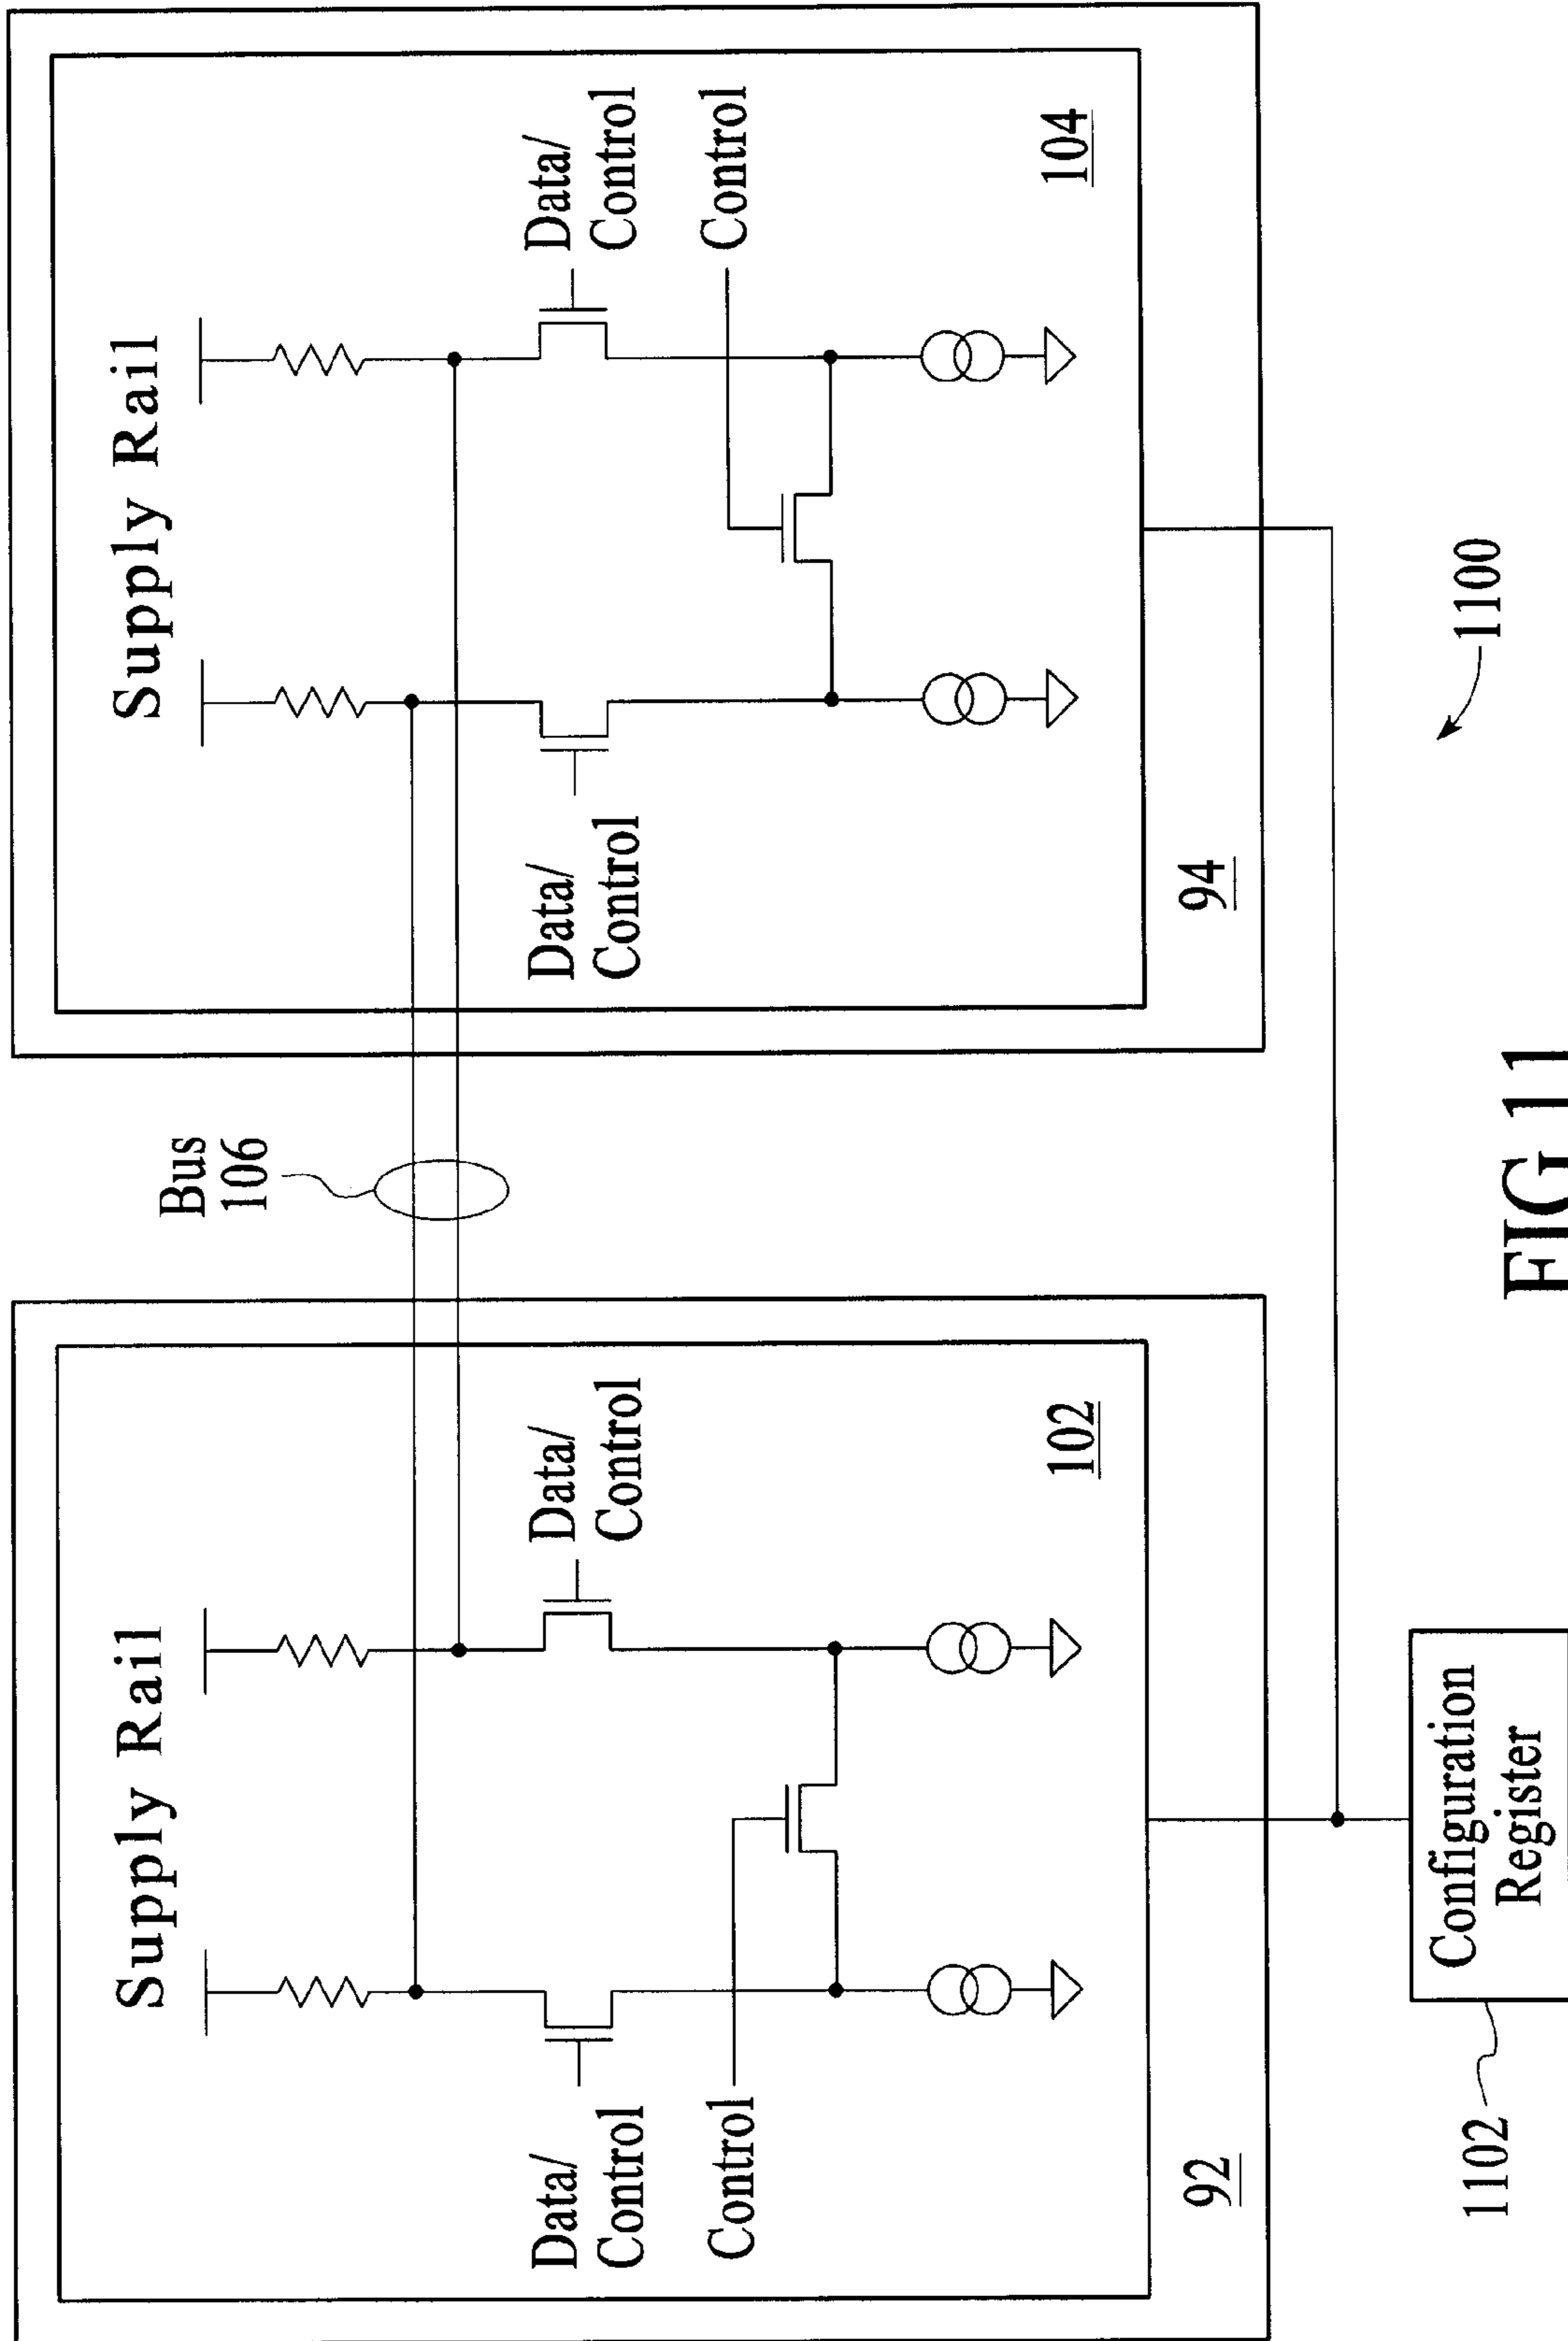 Supply Rail
Data/
Control
Data/
Control
Control
102
92
Bus
106
Supply Rail
Data/
Control
Data/
Control
Control
104
94
Configuration
Register
1102
1100
FIG 11